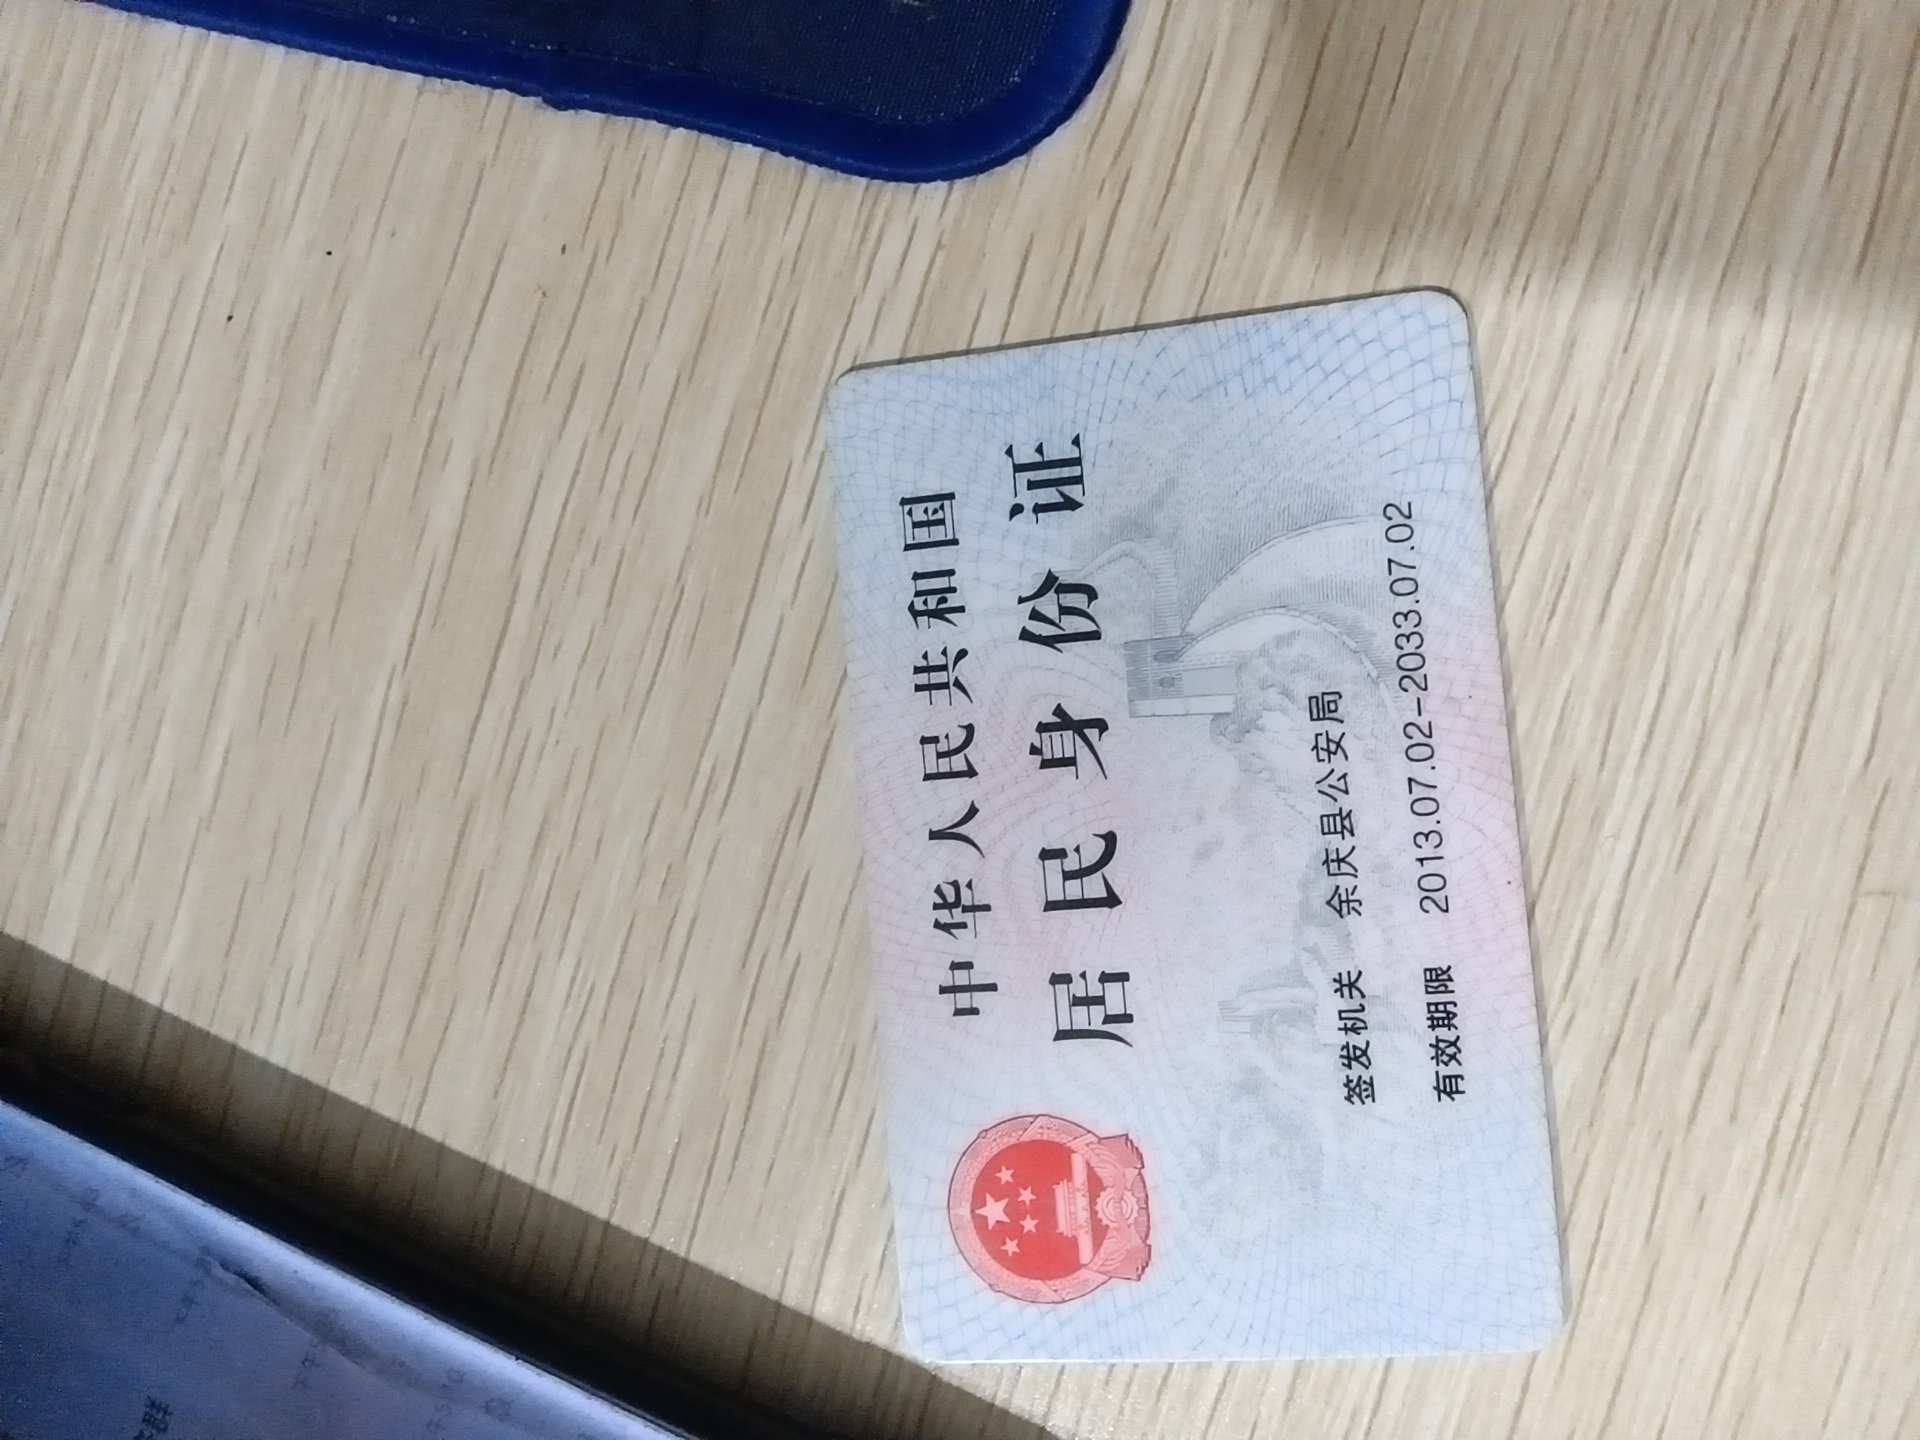 中华人民共和国
居民身份证
签发机关 余庆县公安局
有效期限 2013.07.02-2033.07.02